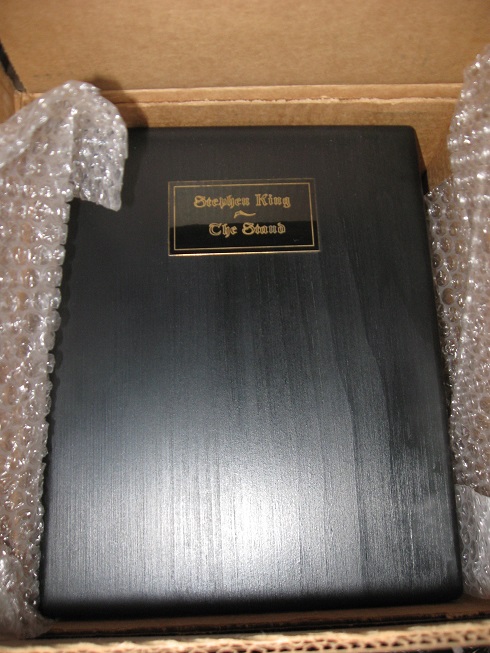 Stephen King
The Stand